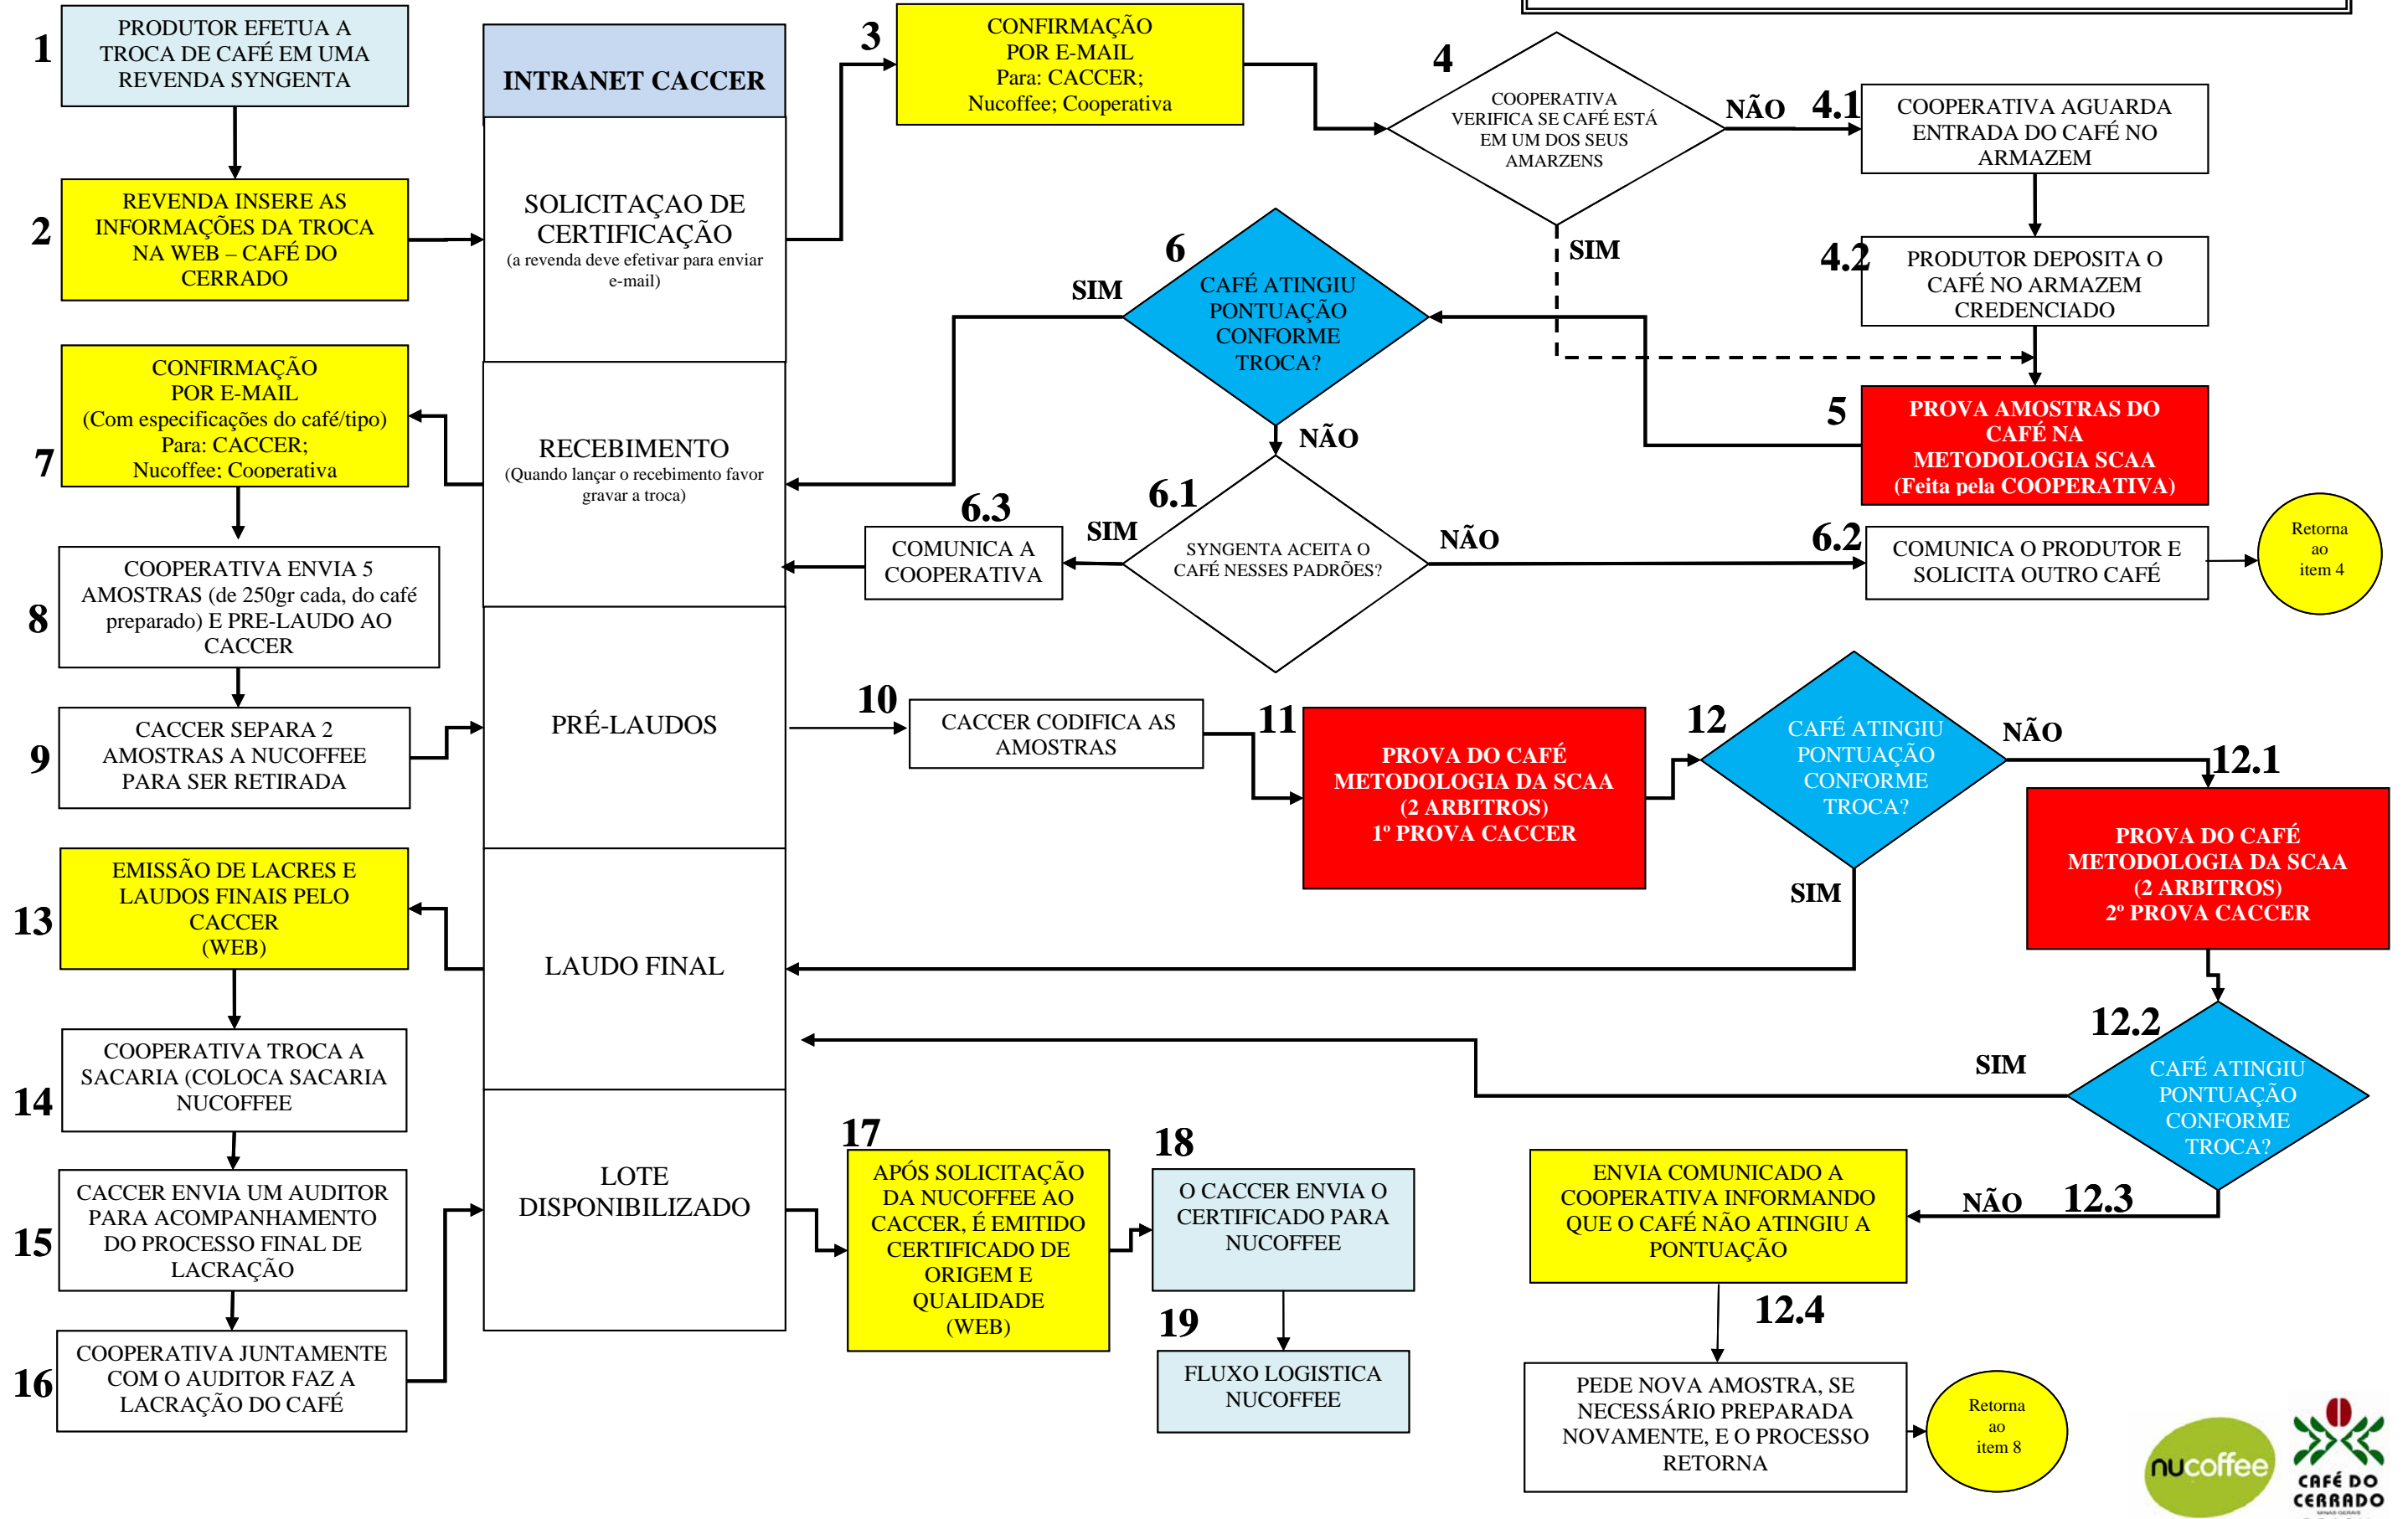 1
PRODUTOR EFETUA A
TROCA DE CAFÉ EM UMA
REVENDA SYNGENTA
2
REVENDA INSERE AS
INFORMAÇÕES DA TROCA
NA WEB – CAFÉ DO
CERRADO
INTRANET CACCER
SOLICITAÇAO DE
CERTIFICAÇÃO
(a revenda deve efetivar para enviar
e-mail)
3
CONFIRMAÇÃO
POR E-MAIL
Para: CACCER;
Nucoffee; Cooperativa
4
COOPERATIVA
VERIFICA SE CAFÉ ESTÁ
EM UM DOS SEUS
AMARZENS
NÃO
SIM
4.1
COOPERATIVA AGUARDA
ENTRADA DO CAFÉ NO
ARMAZEM
4.2
PRODUTOR DEPOSITA O
CAFÉ NO ARMAZEM
CREDENCIADO
5
PROVA AMOSTRAS DO
CAFÉ NA
METODOLOGIA SCAA
(Feita pela COOPERATIVA)
6
CAFÉ ATINGIU
PONTUAÇÃO
CONFORME
TROCA?
SIM
NÃO
RECEBIMENTO
(Quando lançar o recebimento favor
gravar a troca)
6.1
SYNGENTA ACEITA O
CAFÉ NESSES PADRÕES?
SIM
NÃO
6.3
COMUNICA A
COOPERATIVA
6.2
COMUNICA O PRODUTOR E
SOLICITA OUTRO CAFÉ
Retorna
ao
item 4
7
CONFIRMAÇÃO
POR E-MAIL
(Com especificações do café/tipo)
Para: CACCER;
Nucoffee; Cooperativa
8
COOPERATIVA ENVIA 5
AMOSTRAS (de 250gr cada, do café
preparado) E PRE-LAUDO AO
CACCER
9
CACCER SEPARA 2
AMOSTRAS A NUCOFFEE
PARA SER RETIRADA
PRÉ-LAUDOS
10
CACCER CODIFICA AS
AMOSTRAS
11
PROVA DO CAFÉ
METODOLOGIA DA SCAA
(2 ARBITROS)
1º PROVA CACCER
12
CAFÉ ATINGIU
PONTUAÇÃO
CONFORME
TROCA?
NÃO
SIM
12.1
PROVA DO CAFÉ
METODOLOGIA DA SCAA
(2 ARBITROS)
2º PROVA CACCER
12.2
CAFÉ ATINGIU
PONTUAÇÃO
CONFORME
TROCA?
SIM
NÃO
12.3
ENVIA COMUNICADO A
COOPERATIVA INFORMANDO
QUE O CAFÉ NÃO ATINGIU A
PONTUAÇÃO
12.4
PEDE NOVA AMOSTRA, SE
NECESSÁRIO PREPARADA
NOVAMENTE, E O PROCESSO
RETORNA
Retorna
ao
item 8
LAUDO FINAL
13
EMISSÃO DE LACRES E
LAUDOS FINAIS PELO
CACCER
(WEB)
14
COOPERATIVA TROCA A
SACARIA (COLOCA SACARIA
NUCOFFEE
15
CACCER ENVIA UM AUDITOR
PARA ACOMPANHAMENTO
DO PROCESSO FINAL DE
LACRAÇÃO
16
COOPERATIVA JUNTAMENTE
COM O AUDITOR FAZ A
LACRAÇÃO DO CAFÉ
LOTE
DISPONIBILIZADO
17
APÓS SOLICITAÇÃO
DA NUCOFFEE AO
CACCER, É EMITIDO
CERTIFICADO DE
ORIGEM E
QUALIDADE
(WEB)
18
O CACCER ENVIA O
CERTIFICADO PARA
NUCOFFEE
19
FLUXO LOGISTICA
NUCOFFEE
nucoffee
CAFÉ DO
CERRADO
MINAS GERAIS